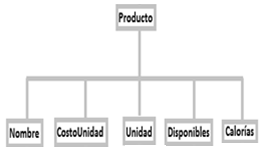 Producto
Nombre
CostoUnidad
Unidad
Disponibles
Calorías